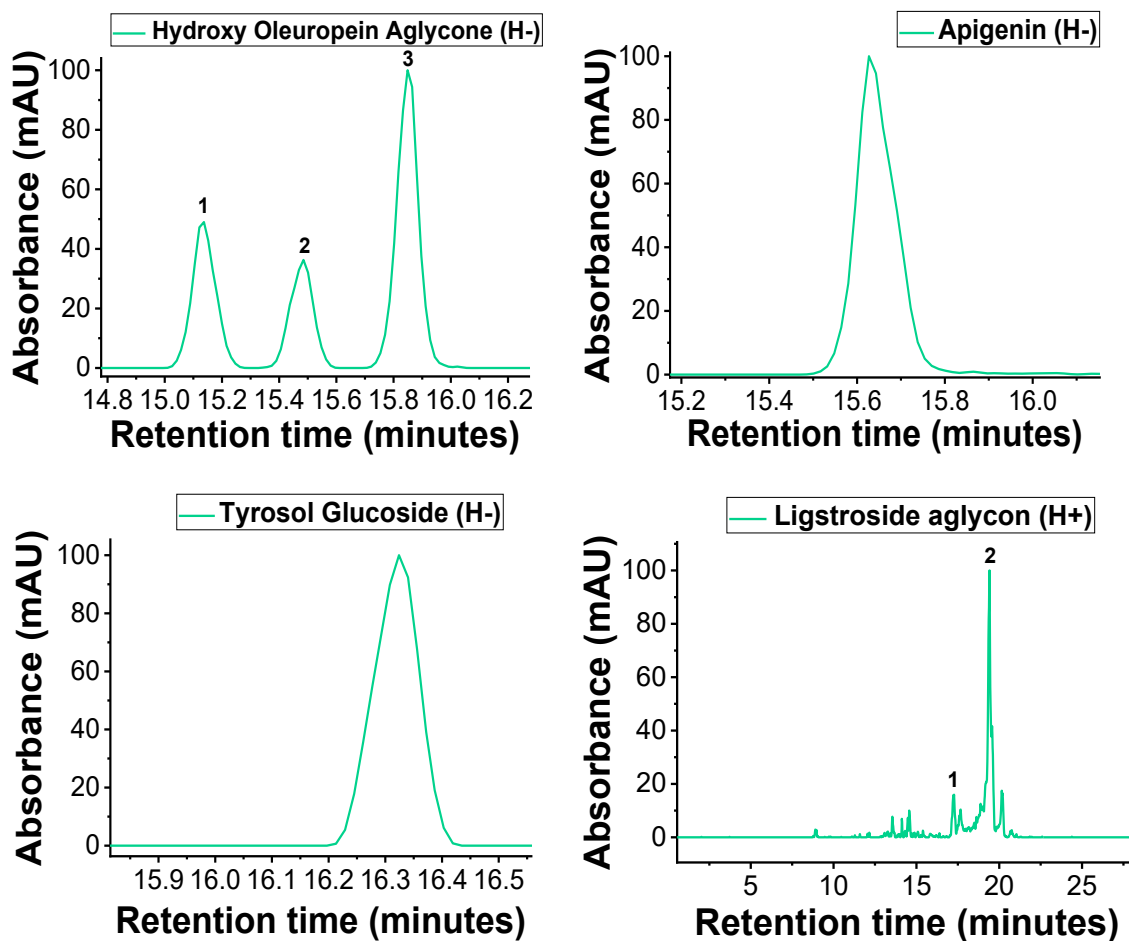 Hydroxy Oleuropein Aglycone (H-)
Absorbance (mAU)
100
80
60
40
20
0
1
2
3
14.8 15.0 15.2 15.4 15.6 15.8 16.0 16.2
Retention time (minutes)
Apigenin (H-)
Absorbance (mAU)
100
80
60
40
20
0
15.2 15.4 15.6 15.8 16.0
Retention time (minutes)
Tyrosol Glucoside (H-)
Absorbance (mAU)
100
80
60
40
20
0
15.9 16.0 16.1 16.2 16.3 16.4 16.5
Retention time (minutes)
Ligstroside aglycon (H+)
Absorbance (mAU)
100
80
60
40
20
0
1
2
5 10 15 20 25
Retention time (minutes)